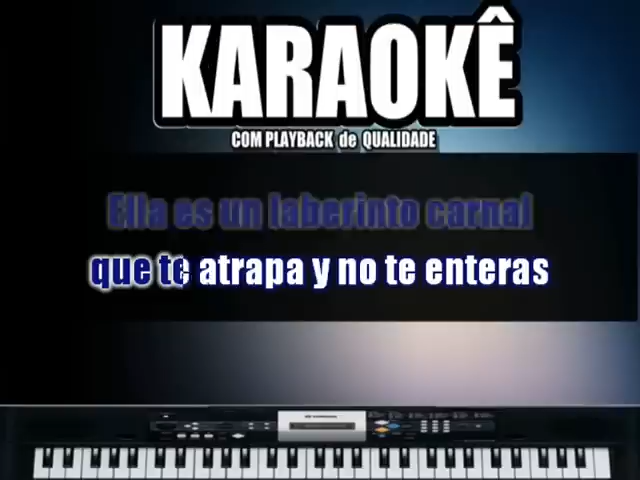 KARAOKÊ
COM PLAYBACK de QUALIDADE
Ella es un laberinto carnal
que te atrapa y no te enteras